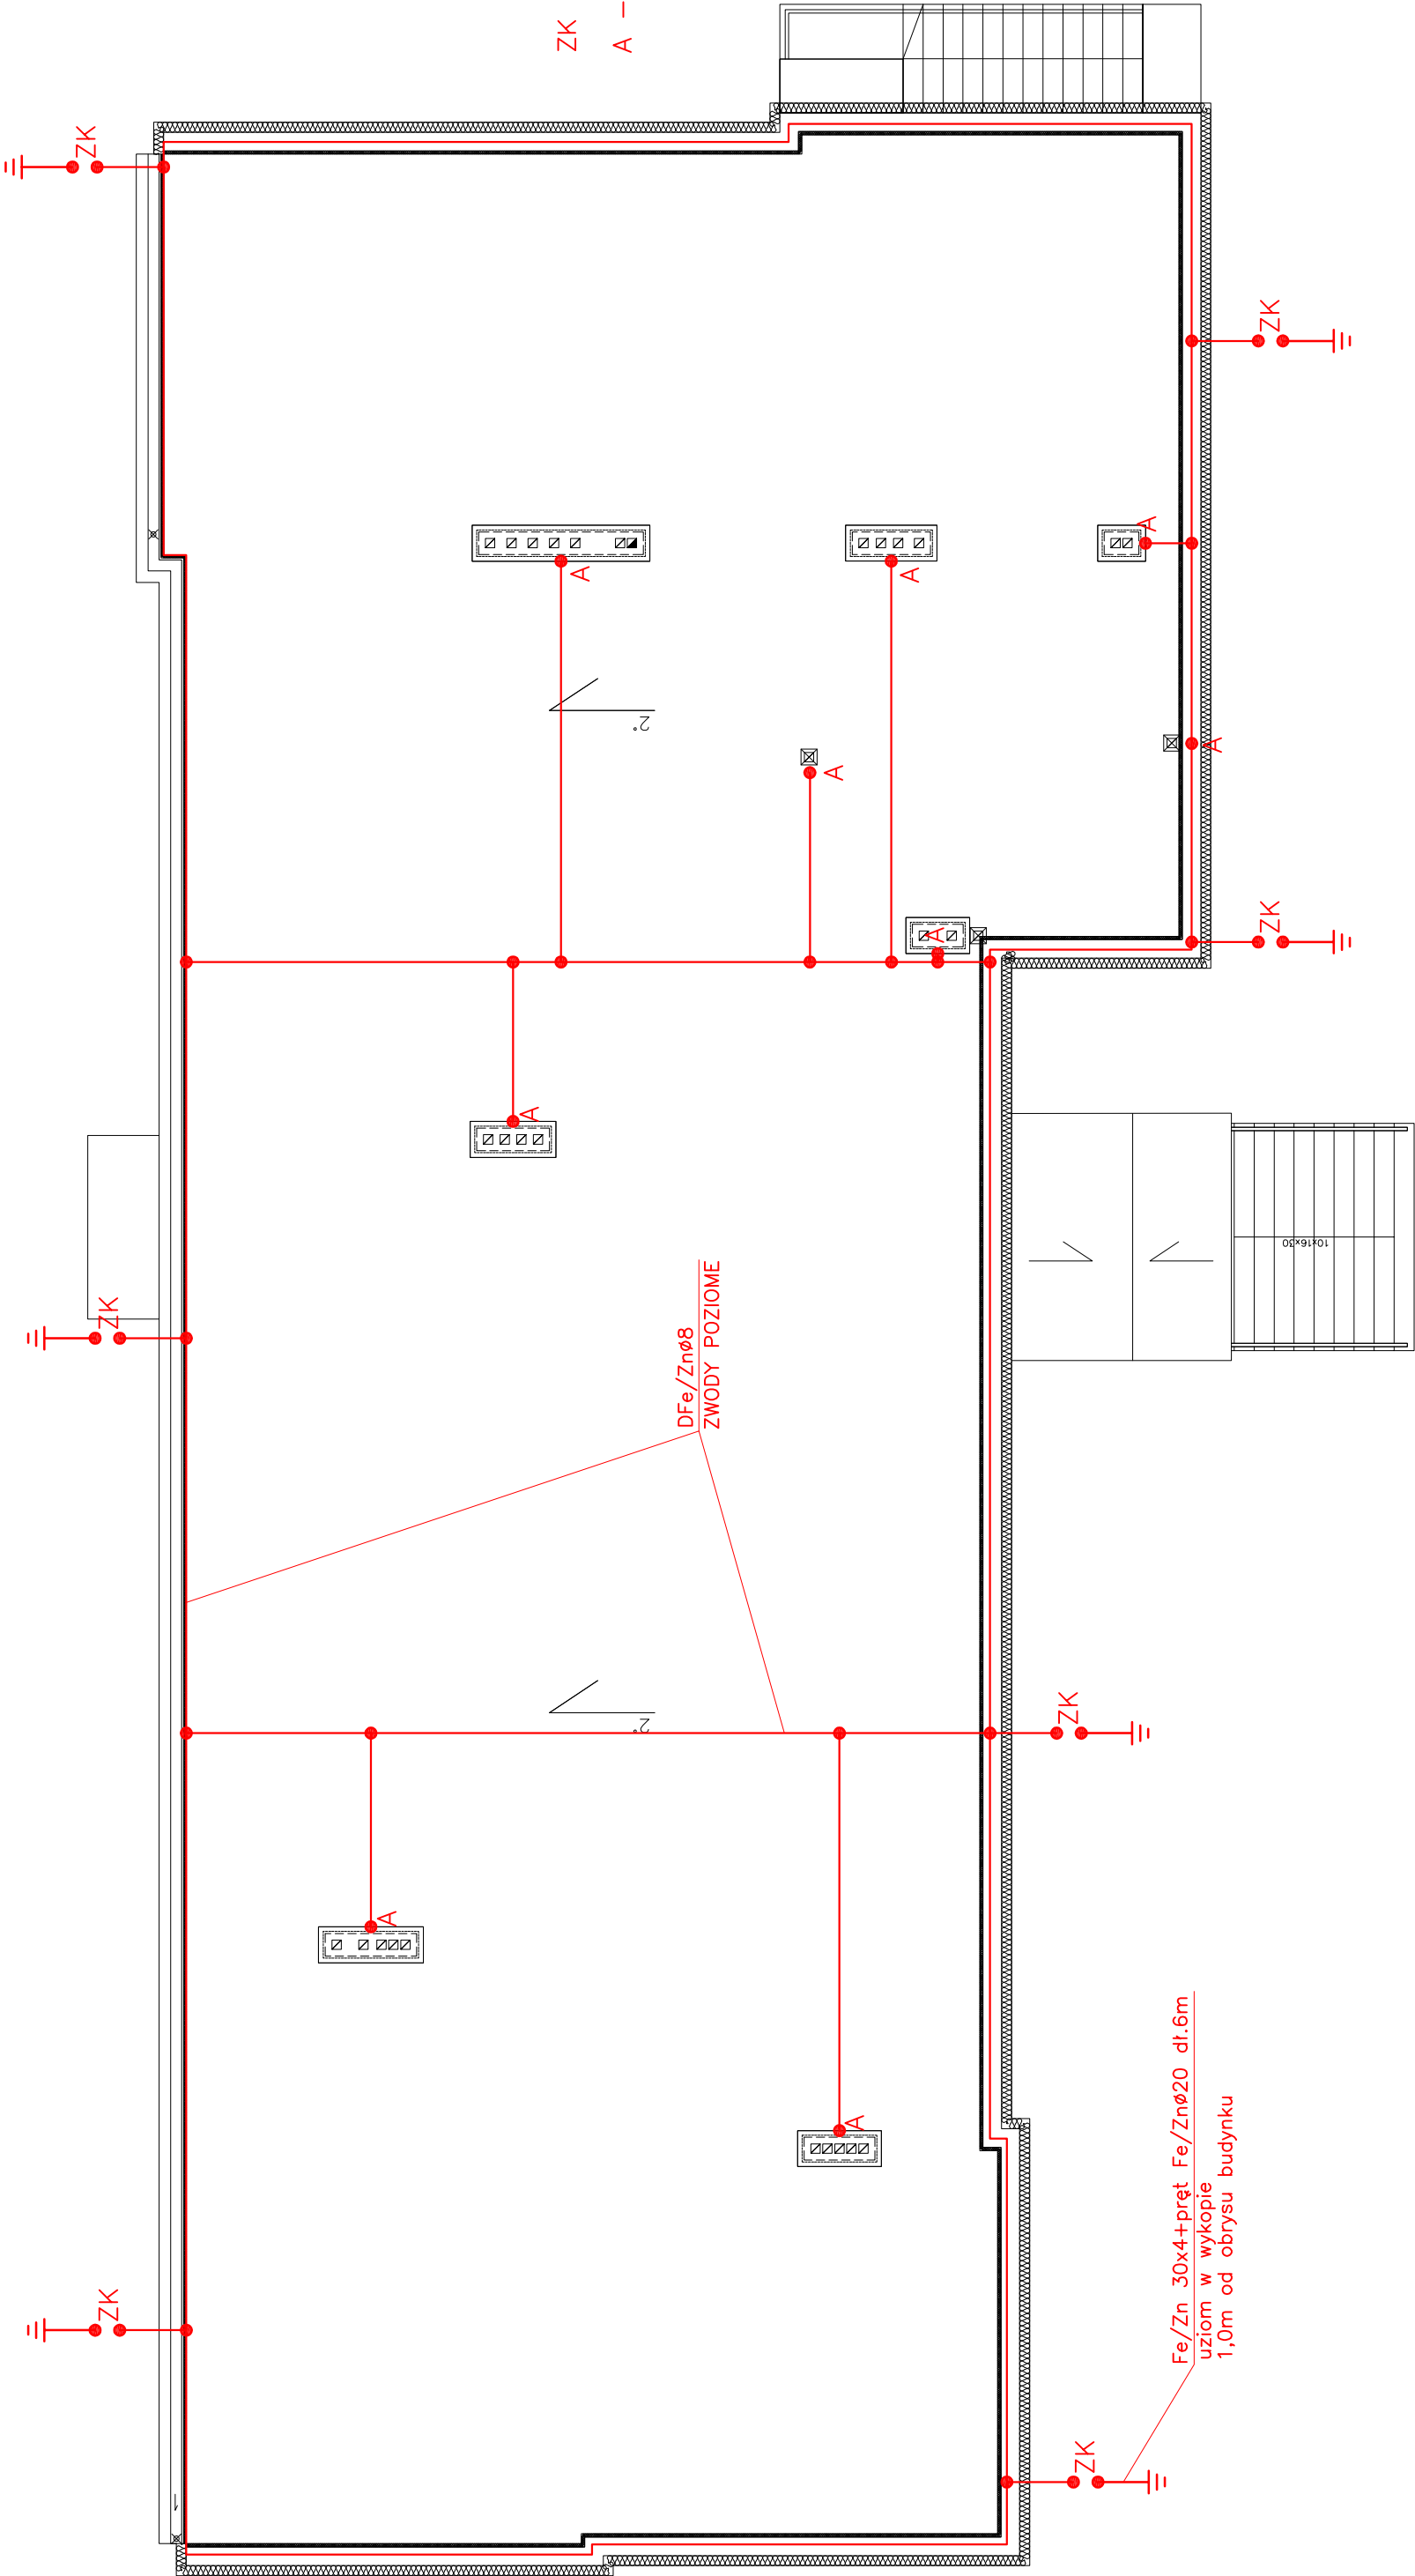 ZK
A -
ZK
ZK
A
A
A
2°
A
A
ZK
A
A
10x16x30
ZK
DFe/Znø8
ZWODY POZIOME
ZK
2°
A
A
Fe/Zn 30x4+pręt Fe/Znø20 dł.6m
uziom w wykopie
1,0m od obrysu budynku
ZK
ZK